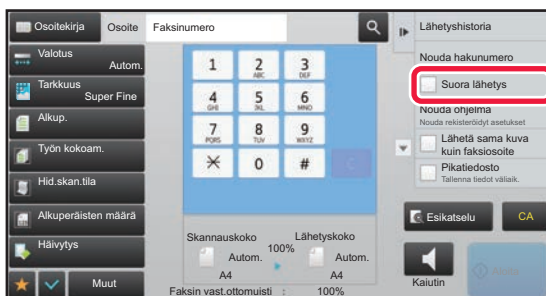 Osoitekirja
Osoite
Faksinumero
Valotus
Autom.
Tarkkuus
Super Fine
Alkup.
Työn kokoam.
Hid.skan.tila
Alkuperäisten määrä
Häivytys
Muut
1
2
ABC
3
DEF
4
GHI
5
JKL
6
MNO
7
PQRS
8
TUV
9
WXYZ
0
#
C
Skannauskoko
100%
Lähetyskoko
Autom.
Autom.
A4
A4
Faksin vast.ottomuisti : 100%
Lähetyshistoria
Nouda hakunumero
Suora lähetys
Nouda ohjelma
Nouda rekisteröidyt asetukset
Lähetä sama kuva
kuin faksiosoite
Pikatiedosto
Tallenna tiedot väliaik.
Esikatselu
CA
Kaiutin